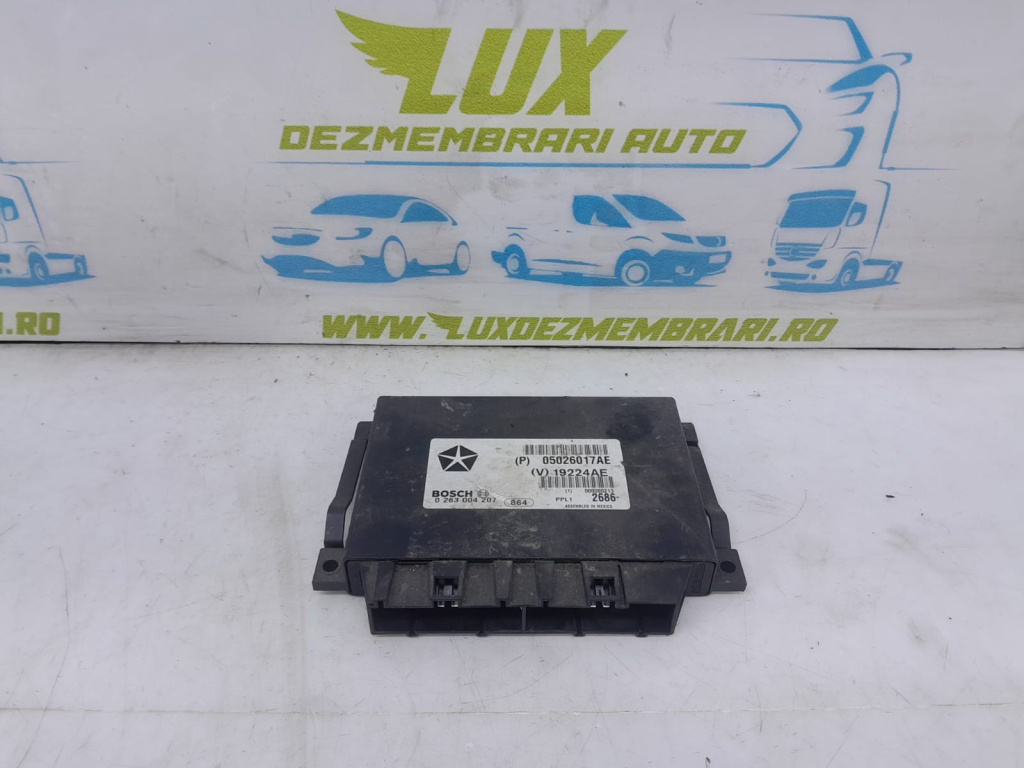 LUX
DEZMEMBRARI AUTO
.RO
WWW.LUXDEZMEMBRARI.RO
(P) 05026017AE
(V) 19224AE
BOSCH
0 263 004 207
864
PPL1
2686
ASSEMBLED IN MEXICO